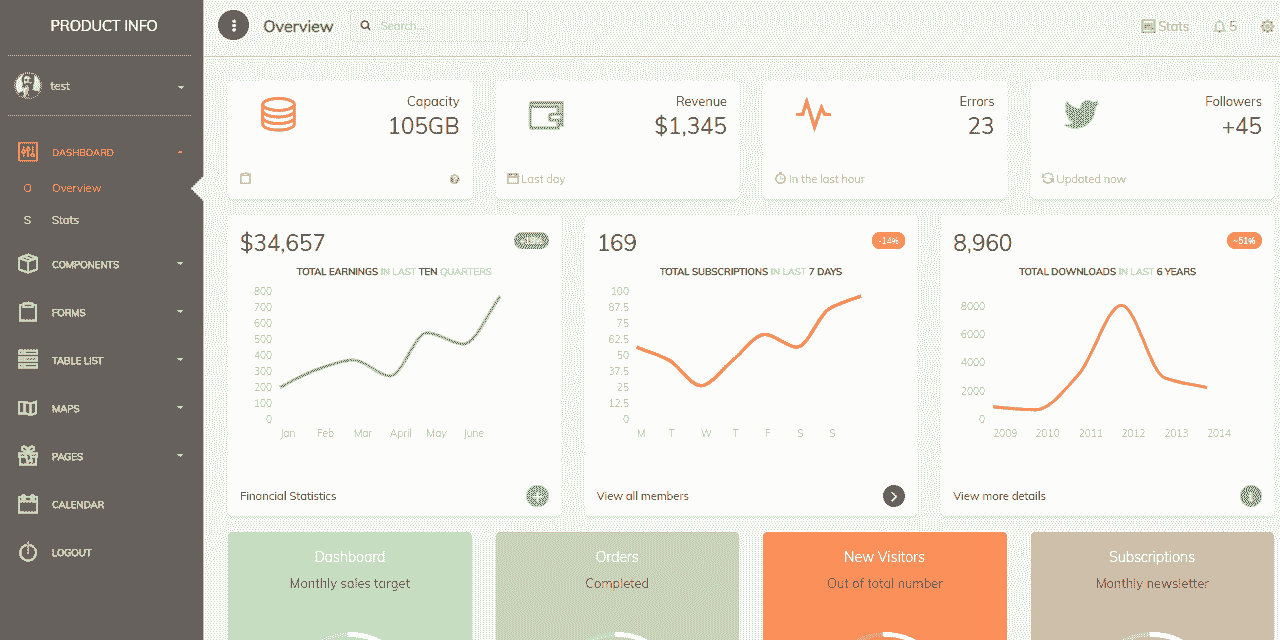 PRODUCT INFO
test
DASHBOARD
O Overview
S Stats
COMPONENTS
FORMS
TABLE LIST
MAPS
PAGES
CALENDAR
LOGOUT
Overview
Search...
Stats
5
Capacity
105GB
Revenue
$1,345
Last day
Errors
23
In the last hour
Followers
+45
Updated now
$34,657
TOTAL EARNINGS IN LAST TEN QUARTERS
800
700
600
500
400
300
200
100
0
Jan Feb Mar April May June
Financial Statistics
169
-14%
TOTAL SUBSCRIPTIONS IN LAST 7 DAYS
100
87.5
75
62.5
50
37.5
25
12.5
0
M T W T F S S
View all members
8,960
~51%
TOTAL DOWNLOADS IN LAST 6 YEARS
8000
6000
4000
2000
0
2009 2010 2011 2012 2013 2014
View more details
Dashboard
Monthly sales target
Orders
Completed
New Visitors
Out of total number
Subscriptions
Monthly newsletter